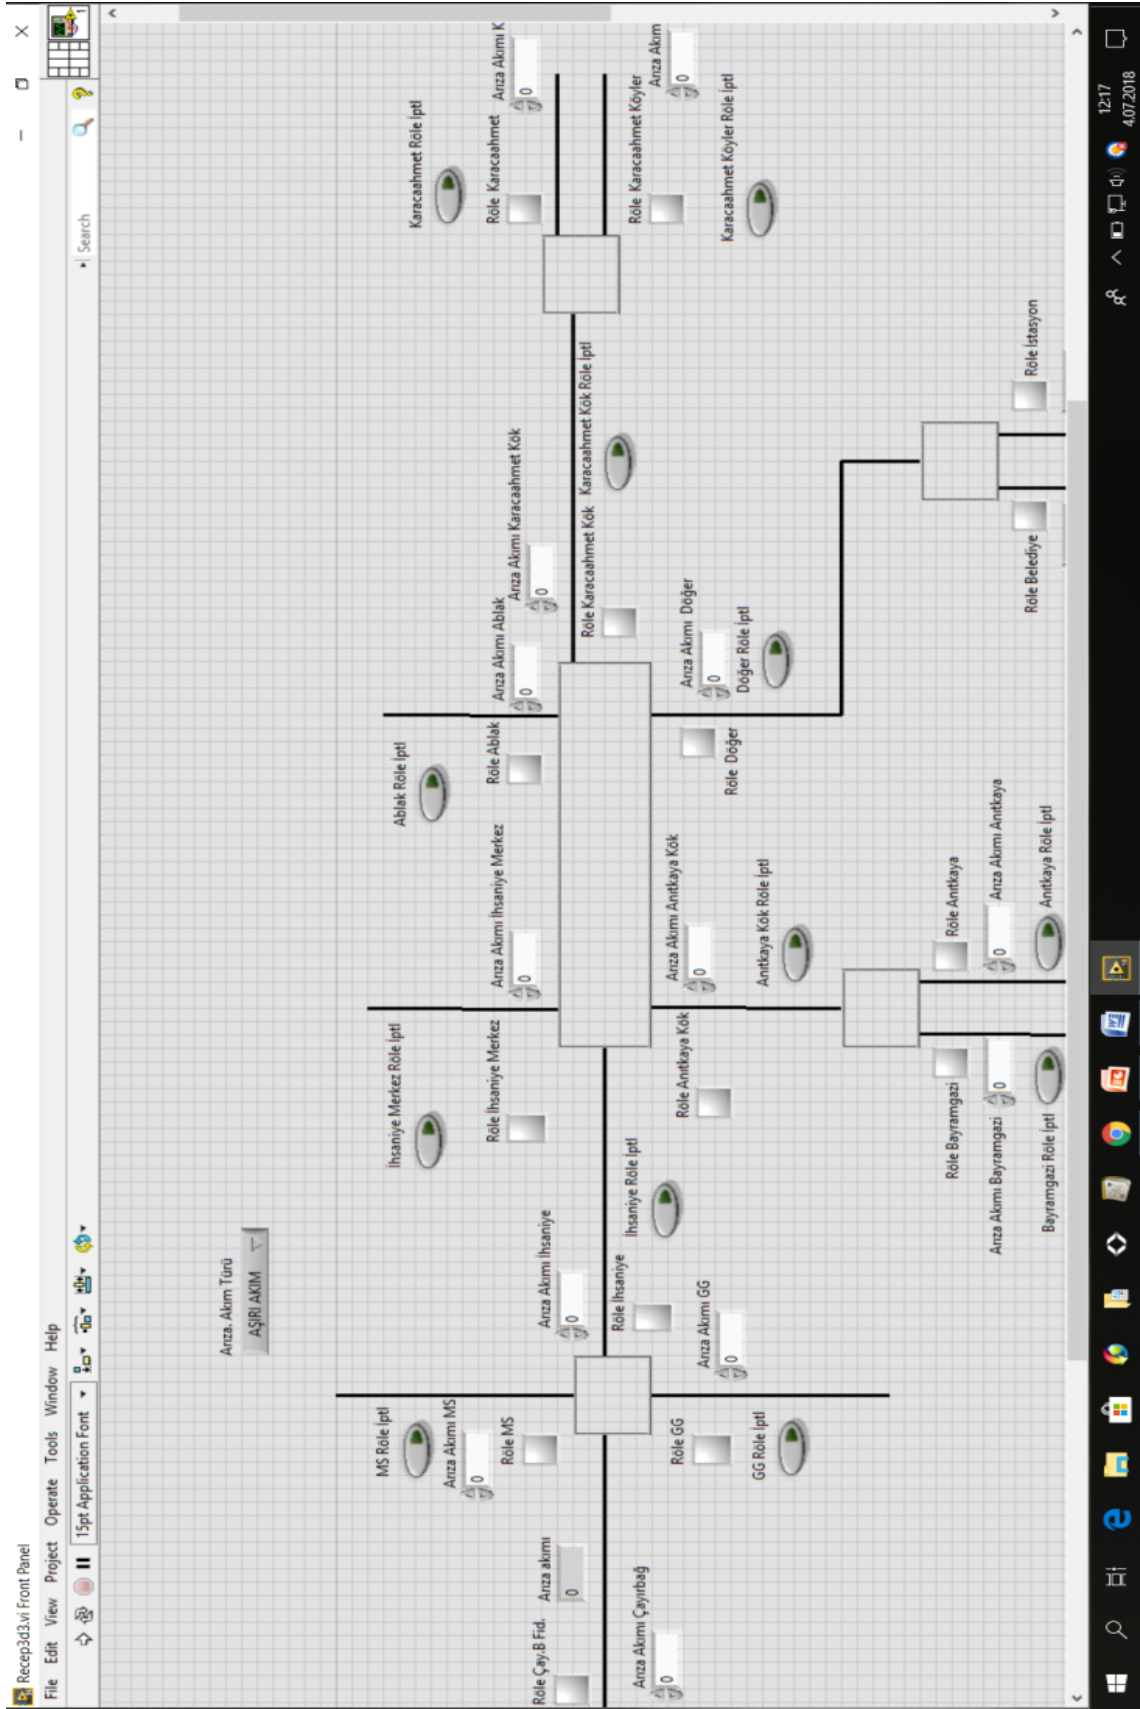 Recep3d3.vi Front Panel
File Edit View Project Operate Tools Window Help
15pt Application Font
Search
Arıza. Akım Türü
AŞIRI AKIM
MS Röle İptl
Arıza Akımı MS
0
Röle MS
Röle Çay.B Fid.
Arıza akımı
0
Arıza Akımı Çayırbağ
0
Röle GG
GG Röle İptl
Arıza Akımı GG
0
Arıza Akımı İhsaniye
0
Röle İhsaniye
İhsaniye Röle İptl
İhsaniye Merkez Röle İptl
Röle İhsaniye Merkez
Arıza Akımı İhsaniye Merkez
0
Ablak Röle İptl
Röle Ablak
Arıza Akımı Ablak
0
Arıza Akımı Karacaahmet Kök
0
Röle Karacaahmet Kök
Karacaahmet Kök Röle İptl
Karacaahmet Röle İptl
Röle Karacaahmet
Arıza Akımı K
0
Röle Karacaahmet Köyler
Arıza Akım
0
Karacaahmet Köyler Röle İptl
Röle Anıtkaya Kök
Arıza Akımı Anıtkaya Kök
0
Anıtkaya Kök Röle İptl
Röle Döğer
Arıza Akımı Döğer
0
Döğer Röle İptl
Röle Bayramgazi
Arıza Akımı Bayramgazi
0
Bayramgazi Röle İptl
Röle Anıtkaya
Arıza Akımı Anıtkaya
0
Anıtkaya Röle İptl
Röle Belediye
Röle İstasyon
12:17
4.07.2018